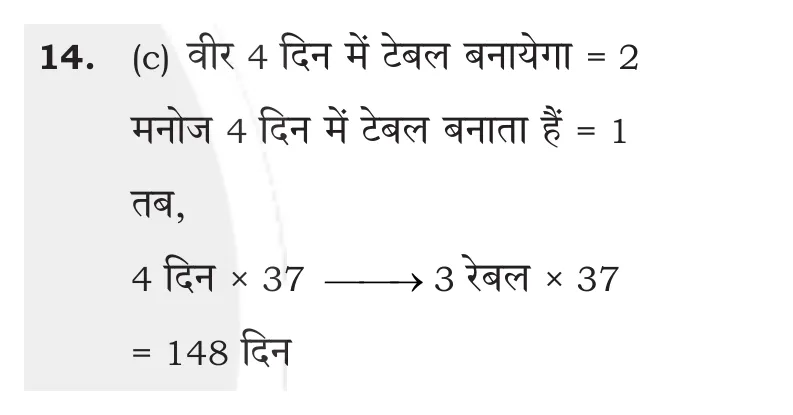 14. (c) वीर 4 दिन में टेबल बनायेगा = 2
मनोज 4 दिन में टेबल बनाता हैं = 1
तब,
4 दिन × 37 ⟶ 3 रेबल × 37
= 148 दिन